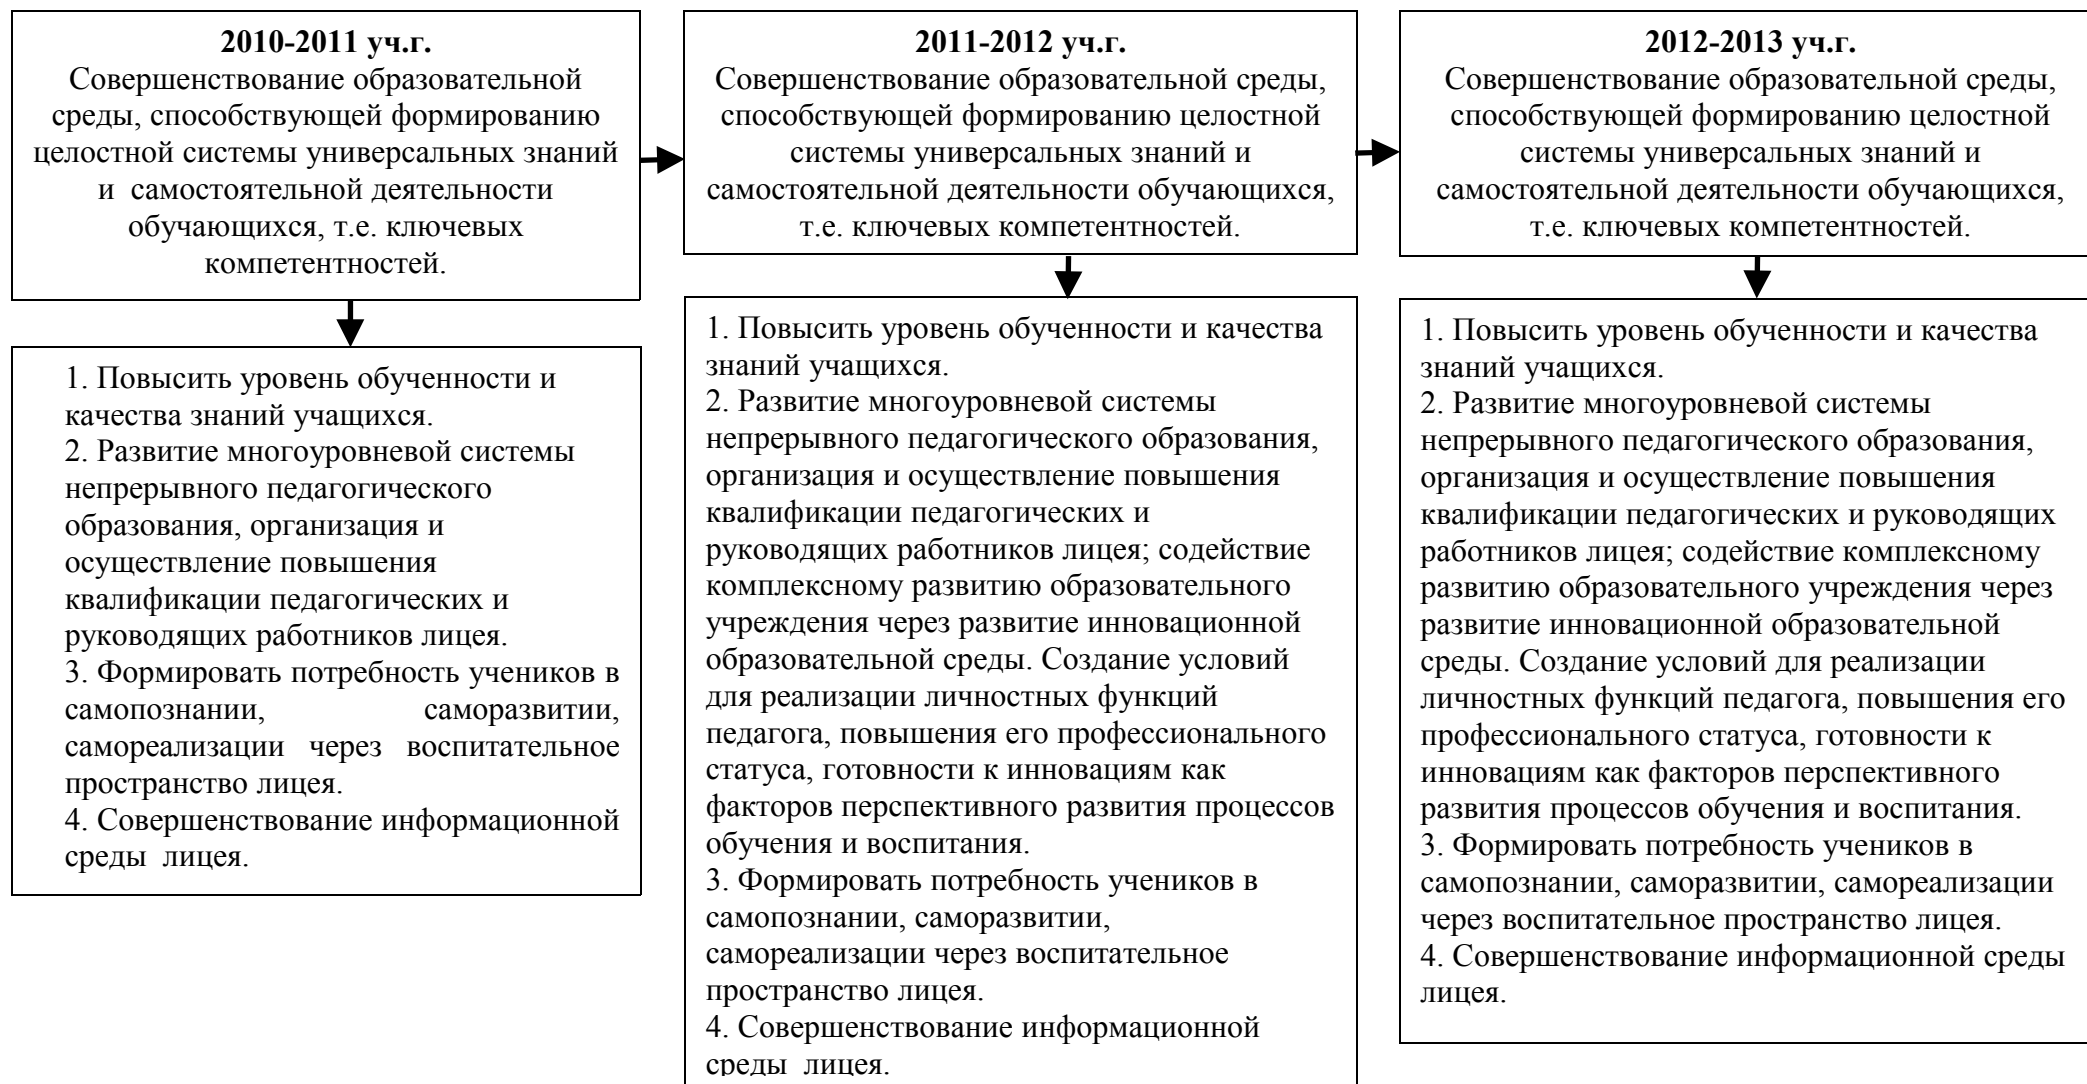 2010-2011 уч.г.
Совершенствование образовательной
среды, способствующей формированию
целостной системы универсальных знаний
и самостоятельной деятельности
обучающихся, т.е. ключевых
компетентностей.
1. Повысить уровень обученности и
качества знаний учащихся.
2. Развитие многоуровневой системы
непрерывного педагогического
образования, организация и
осуществление повышения
квалификации педагогических и
руководящих работников лицея.
3. Формировать потребность учеников в
самопознании, саморазвитии,
самореализации через воспитательное
пространство лицея.
4. Совершенствование информационной
среды лицея.
2011-2012 уч.г.
Совершенствование образовательной среды,
способствующей формированию целостной
системы универсальных знаний и
самостоятельной деятельности обучающихся,
т.е. ключевых компетентностей.
1. Повысить уровень обученности и качества
знаний учащихся.
2. Развитие многоуровневой системы
непрерывного педагогического образования,
организация и осуществление повышения
квалификации педагогических и
руководящих работников лицея; содействие
комплексному развитию образовательного
учреждения через развитие инновационной
образовательной среды. Создание условий
для реализации личностных функций
педагога, повышения его профессионального
статуса, готовности к инновациям как
факторов перспективного развития процессов
обучения и воспитания.
3. Формировать потребность учеников в
самопознании, саморазвитии,
самореализации через воспитательное
пространство лицея.
4. Совершенствование информационной
среды лицея.
2012-2013 уч.г.
Совершенствование образовательной среды,
способствующей формированию целостной
системы универсальных знаний и
самостоятельной деятельности обучающихся,
т.е. ключевых компетентностей.
1. Повысить уровень обученности и качества
знаний учащихся.
2. Развитие многоуровневой системы
непрерывного педагогического образования,
организация и осуществление повышения
квалификации педагогических и руководящих
работников лицея; содействие комплексному
развитию образовательного учреждения через
развитие инновационной образовательной
среды. Создание условий для реализации
личностных функций педагога, повышения его
профессионального статуса, готовности к
инновациям как факторов перспективного
развития процессов обучения и воспитания.
3. Формировать потребность учеников в
самопознании, саморазвитии, самореализации
через воспитательное пространство лицея.
4. Совершенствование информационной среды
лицея.